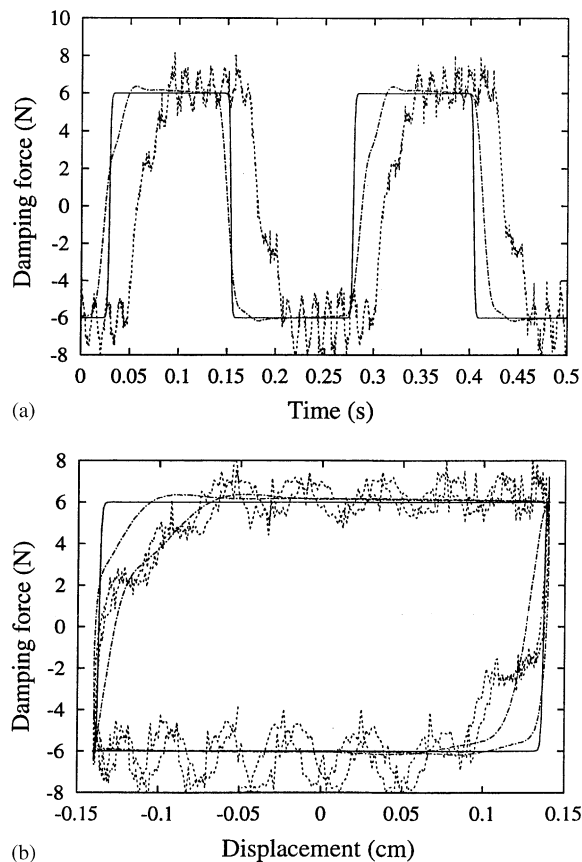 10
8
6
4
2
0
-2
-4
-6
-8
Damping force (N)
0 0.05 0.1 0.15 0.2 0.25 0.3 0.35 0.4 0.45 0.5
Time (s)
(a)
8
6
4
2
0
-2
-4
-6
-8
Damping force (N)
-0.15 -0.1 -0.05 0 0.05 0.1 0.15
Displacement (cm)
(b)